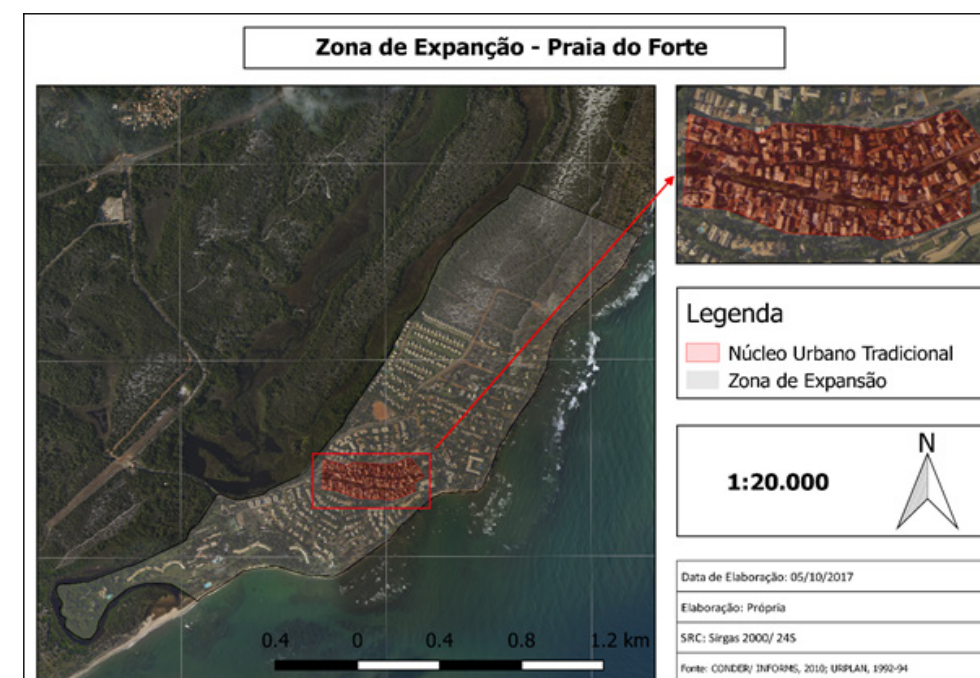 Zona de Expanção - Praia do Forte
Legenda
Núcleo Urbano Tradicional
Zona de Expansão
N
1:20.000
Data de Elaboração: 05/10/2017
Elaboração: Própria
SRC: Sirgas 2000/ 24S
Fonte: CONDER/ INFORMS, 2010; URPLAN, 1992-94
0.4 0 0.4 0.8 1.2 km